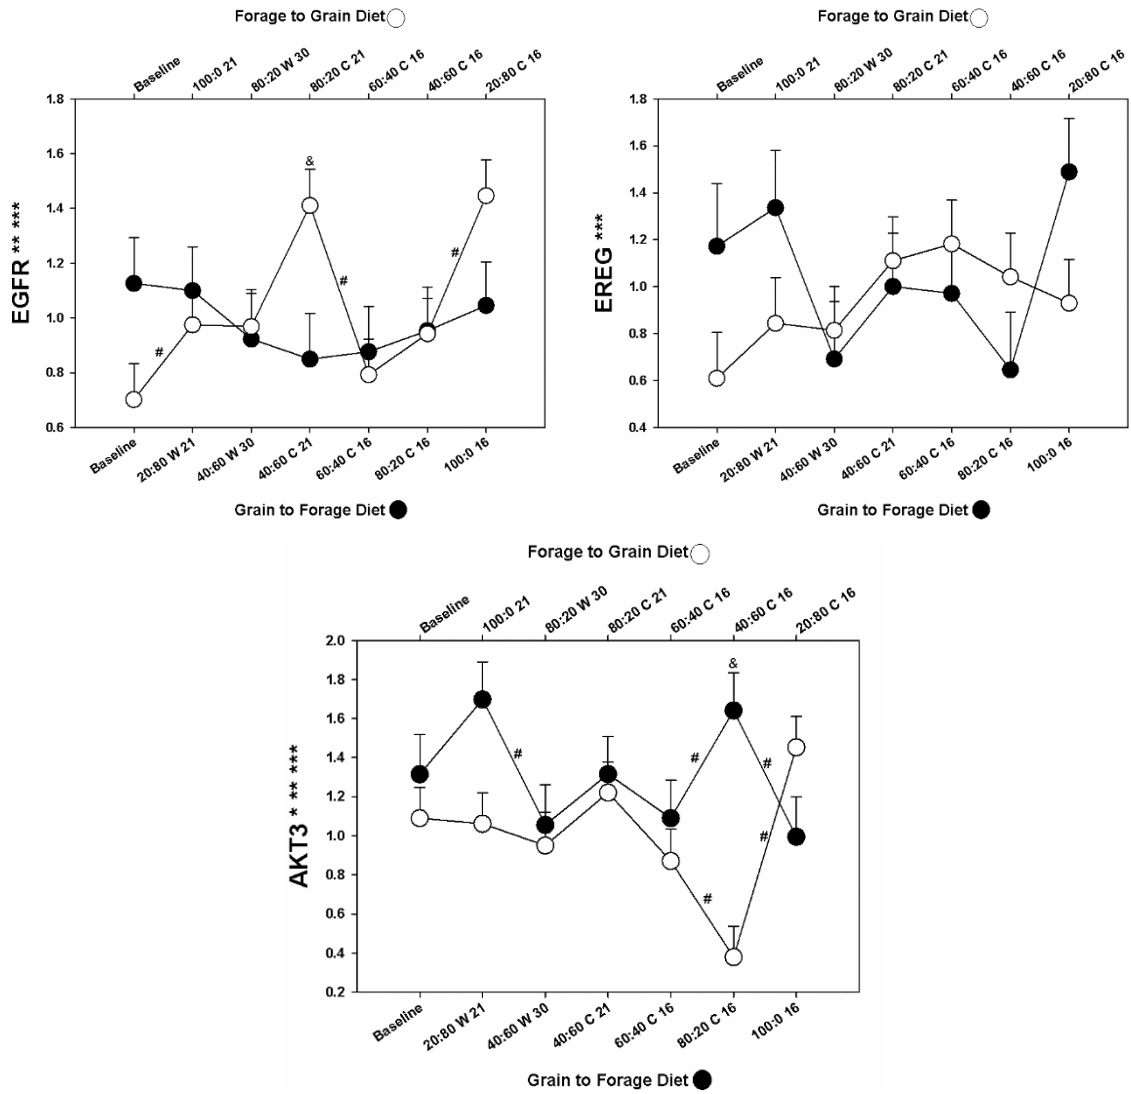 Forage to Grain Diet
Baseline
100:0 21
80:20 W 30
80:20 C 21
60:40 C 16
40:60 C 16
20:80 C 16
EGFR ** ***
1.8
1.6
1.4
1.2
1.0
0.8
0.6
&
#
#
#
Baseline
20:80 W 21
40:60 W 30
40:60 C 21
60:40 C 16
80:20 C 16
100:0 16
Grain to Forage Diet
Forage to Grain Diet
Baseline
100:0 21
80:20 W 30
80:20 C 21
60:40 C 16
40:60 C 16
20:80 C 16
EREG ***
1.8
1.6
1.4
1.2
1.0
0.8
0.6
0.4
Baseline
20:80 W 21
40:60 W 30
40:60 C 21
60:40 C 16
80:20 C 16
100:0 16
Grain to Forage Diet
Forage to Grain Diet
Baseline
100:0 21
80:20 W 30
80:20 C 21
60:40 C 16
40:60 C 16
20:80 C 16
AKT3 * ** ***
2.0
1.8
1.6
1.4
1.2
1.0
0.8
0.6
0.4
0.2
&
#
#
#
#
#
Baseline
20:80 W 21
40:60 W 30
40:60 C 21
60:40 C 16
80:20 C 16
100:0 16
Grain to Forage Diet